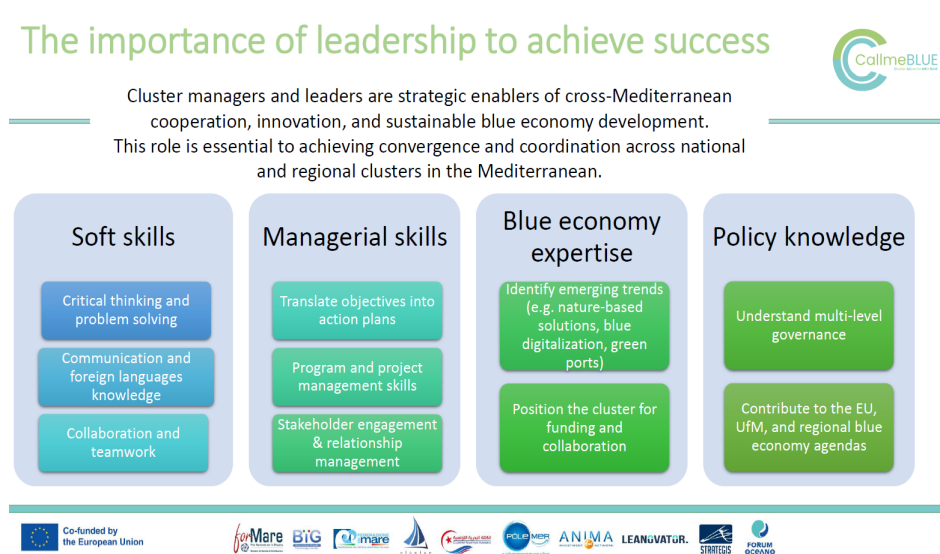 The importance of leadership to achieve success
CallmeBLUE
Cluster managers and leaders are strategic enablers of cross-Mediterranean
cooperation, innovation, and sustainable blue economy development.
This role is essential to achieving convergence and coordination across national
and regional clusters in the Mediterranean.
Soft skills
Critical thinking and
problem solving
Communication and
foreign languages
knowledge
Collaboration and
teamwork
Managerial skills
Translate objectives into
action plans
Program and project
management skills
Stakeholder engagement
& relationship
management
Blue economy
expertise
Identify emerging trends
(e.g. nature-based
solutions, blue
digitalization, green
ports)
Position the cluster for
funding and
collaboration
Policy knowledge
Understand multi-level
governance
Contribute to the EU,
UfM, and regional blue
economy agendas
Co-funded by
the European Union
forMare
BIG
mare
POLE MER
ANIMA
LEANOVATOR.
STRATEGIS
FORUM
OCEANO